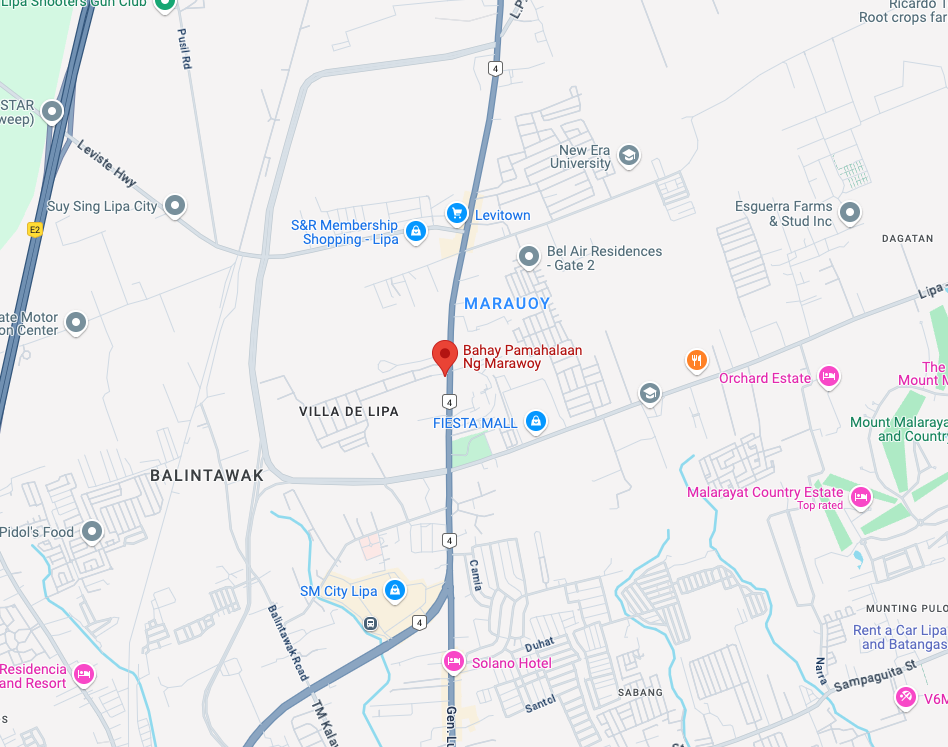 Lipa Shooters Gun Club
L.P.
Ricardo T
Root crops far
Pusil Rd
4
STAR
weep)
Leviste Hwy
New Era
University
Suy Sing Lipa City
S&R Membership
Shopping - Lipa
Levitown
Esguerra Farms
& Stud Inc
E2
DAGATAN
Bel Air Residences
- Gate 2
MARAUOY
Lipa
ate Motor
on Center
Bahay Pamahalaan
Ng Marawoy
Orchard Estate
The
Mount M
4
VILLA DE LIPA
FIESTA MALL
Mount Malaraya
and Country
BALINTAWAK
Malarayat Country Estate
Top rated
Pidol's Food
4
Camia
SM City Lipa
4
MUNTING PULO
Balintawak Road
Rent a Car Lipa
and Batangas
Duhat
Residencia
and Resort
Solano Hotel
Narra
Sampaguita St
SABANG
Santol
V6M
TM Kalaw
Gen. Lu
S
St